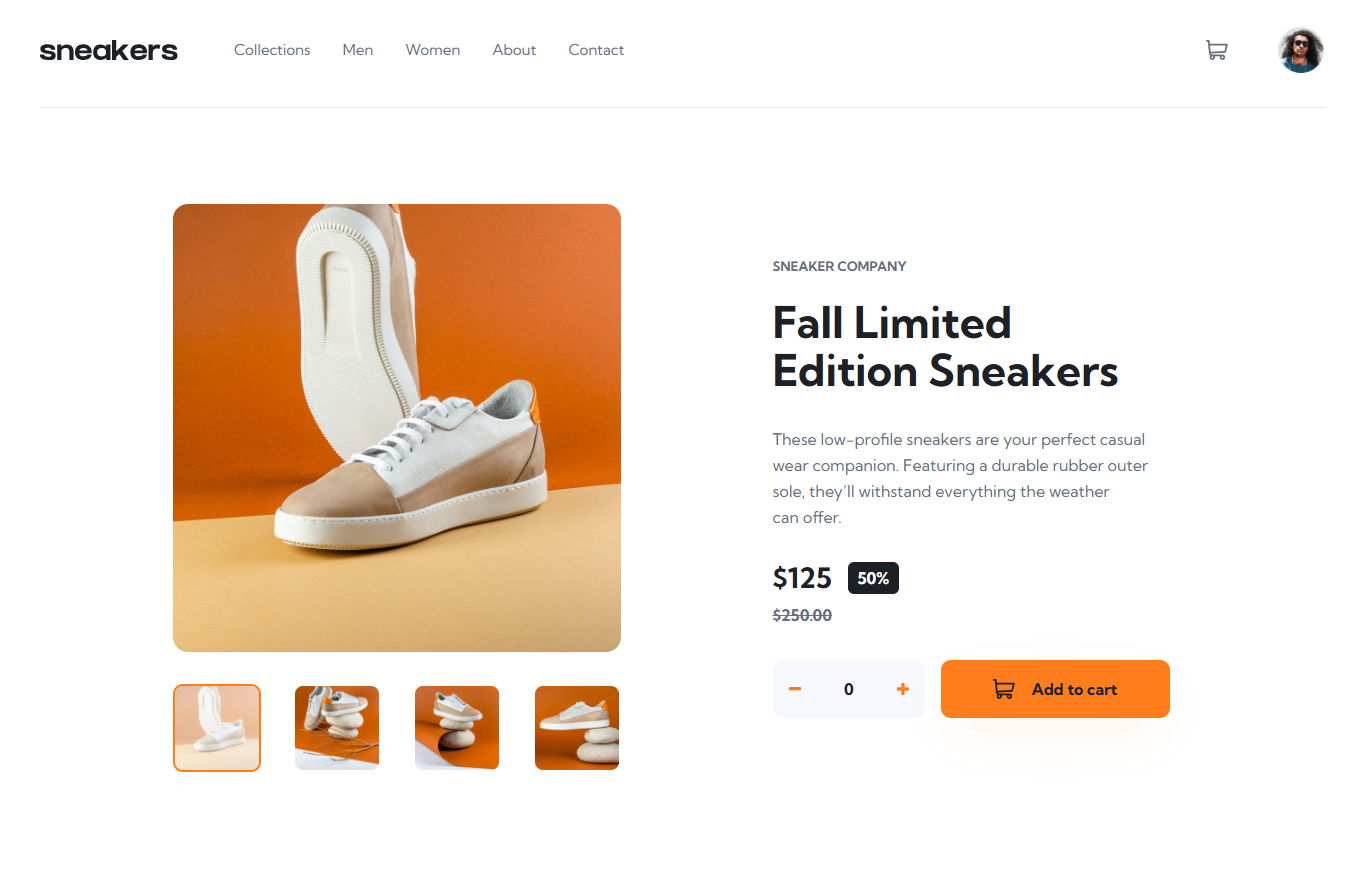 sneakers
Collections Men Women About Contact
SNEAKER COMPANY
Fall Limited
Edition Sneakers
These low-profile sneakers are your perfect casual
wear companion. Featuring a durable rubber outer
sole, they’ll withstand everything the weather
can offer.
$125 50%
$250.00
0 Add to cart